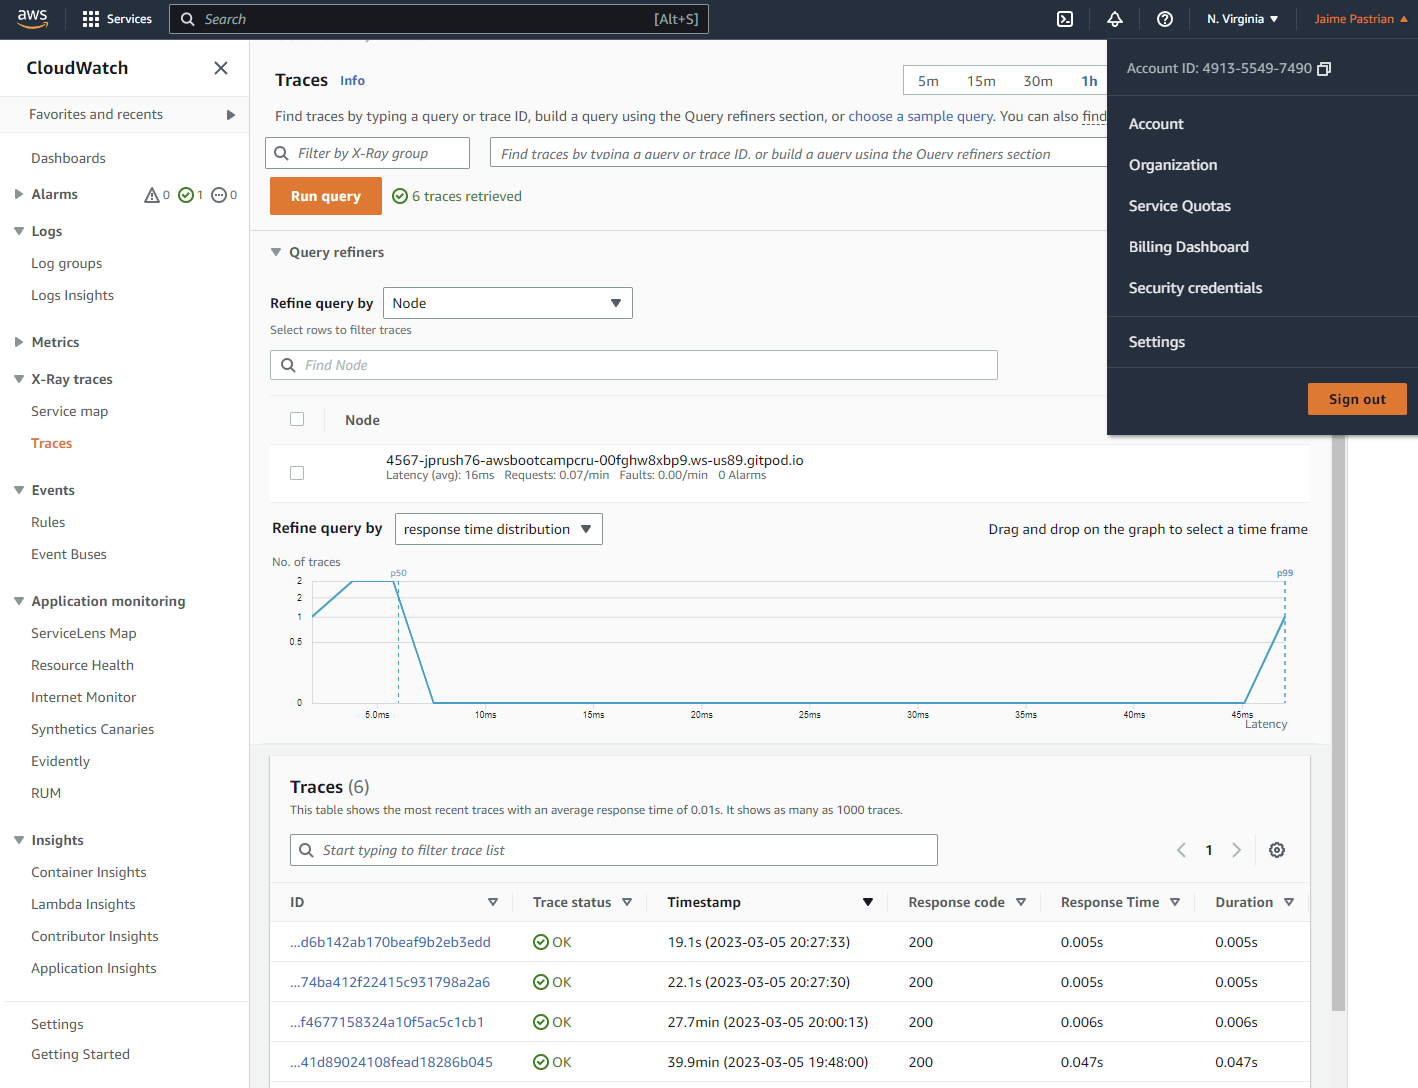 aws
Services
Search
[Alt+S]
N. Virginia
Jaime Pastrian
CloudWatch
Favorites and recents
Dashboards
Alarms 0 1 0
Logs
Log groups
Logs Insights
Metrics
X-Ray traces
Service map
Traces
Events
Rules
Event Buses
Application monitoring
ServiceLens Map
Resource Health
Internet Monitor
Synthetics Canaries
Evidently
RUM
Insights
Container Insights
Lambda Insights
Contributor Insights
Application Insights
Settings
Getting Started
Traces Info
5m 15m 30m 1h
Find traces by typing a query or trace ID, build a query using the Query refiners section, or choose a sample query. You can also find
Filter by X-Ray group
Find traces by typing a query or trace ID, or build a query using the Query refiners section
Run query
6 traces retrieved
Query refiners
Refine query by Node
Select rows to filter traces
Find Node
Node
4567-jprush76-awsbootcampcru-00fghw8xbp9.ws-us89.gitpod.io
Latency (avg): 16ms Requests: 0.07/min Faults: 0.00/min 0 Alarms
Refine query by response time distribution
Drag and drop on the graph to select a time frame
No. of traces
p50
p99
2
2
1
0.5
0
5.0ms 10ms 15ms 20ms 25ms 30ms 35ms 40ms 45ms
Latency
Traces (6)
This table shows the most recent traces with an average response time of 0.01s. It shows as many as 1000 traces.
Start typing to filter trace list
1
ID Trace status Timestamp Response code Response Time Duration
...d6b142ab170beaf9b2eb3edd OK 19.1s (2023-03-05 20:27:33) 200 0.005s 0.005s
...74ba412f22415c931798a2a6 OK 22.1s (2023-03-05 20:27:30) 200 0.005s 0.005s
...f4677158324a10f5ac5c1cb1 OK 27.7min (2023-03-05 20:00:13) 200 0.006s 0.006s
...41d89024108fead18286b045 OK 39.9min (2023-03-05 19:48:00) 200 0.047s 0.047s
Account ID: 4913-5549-7490
Account
Organization
Service Quotas
Billing Dashboard
Security credentials
Settings
Sign out